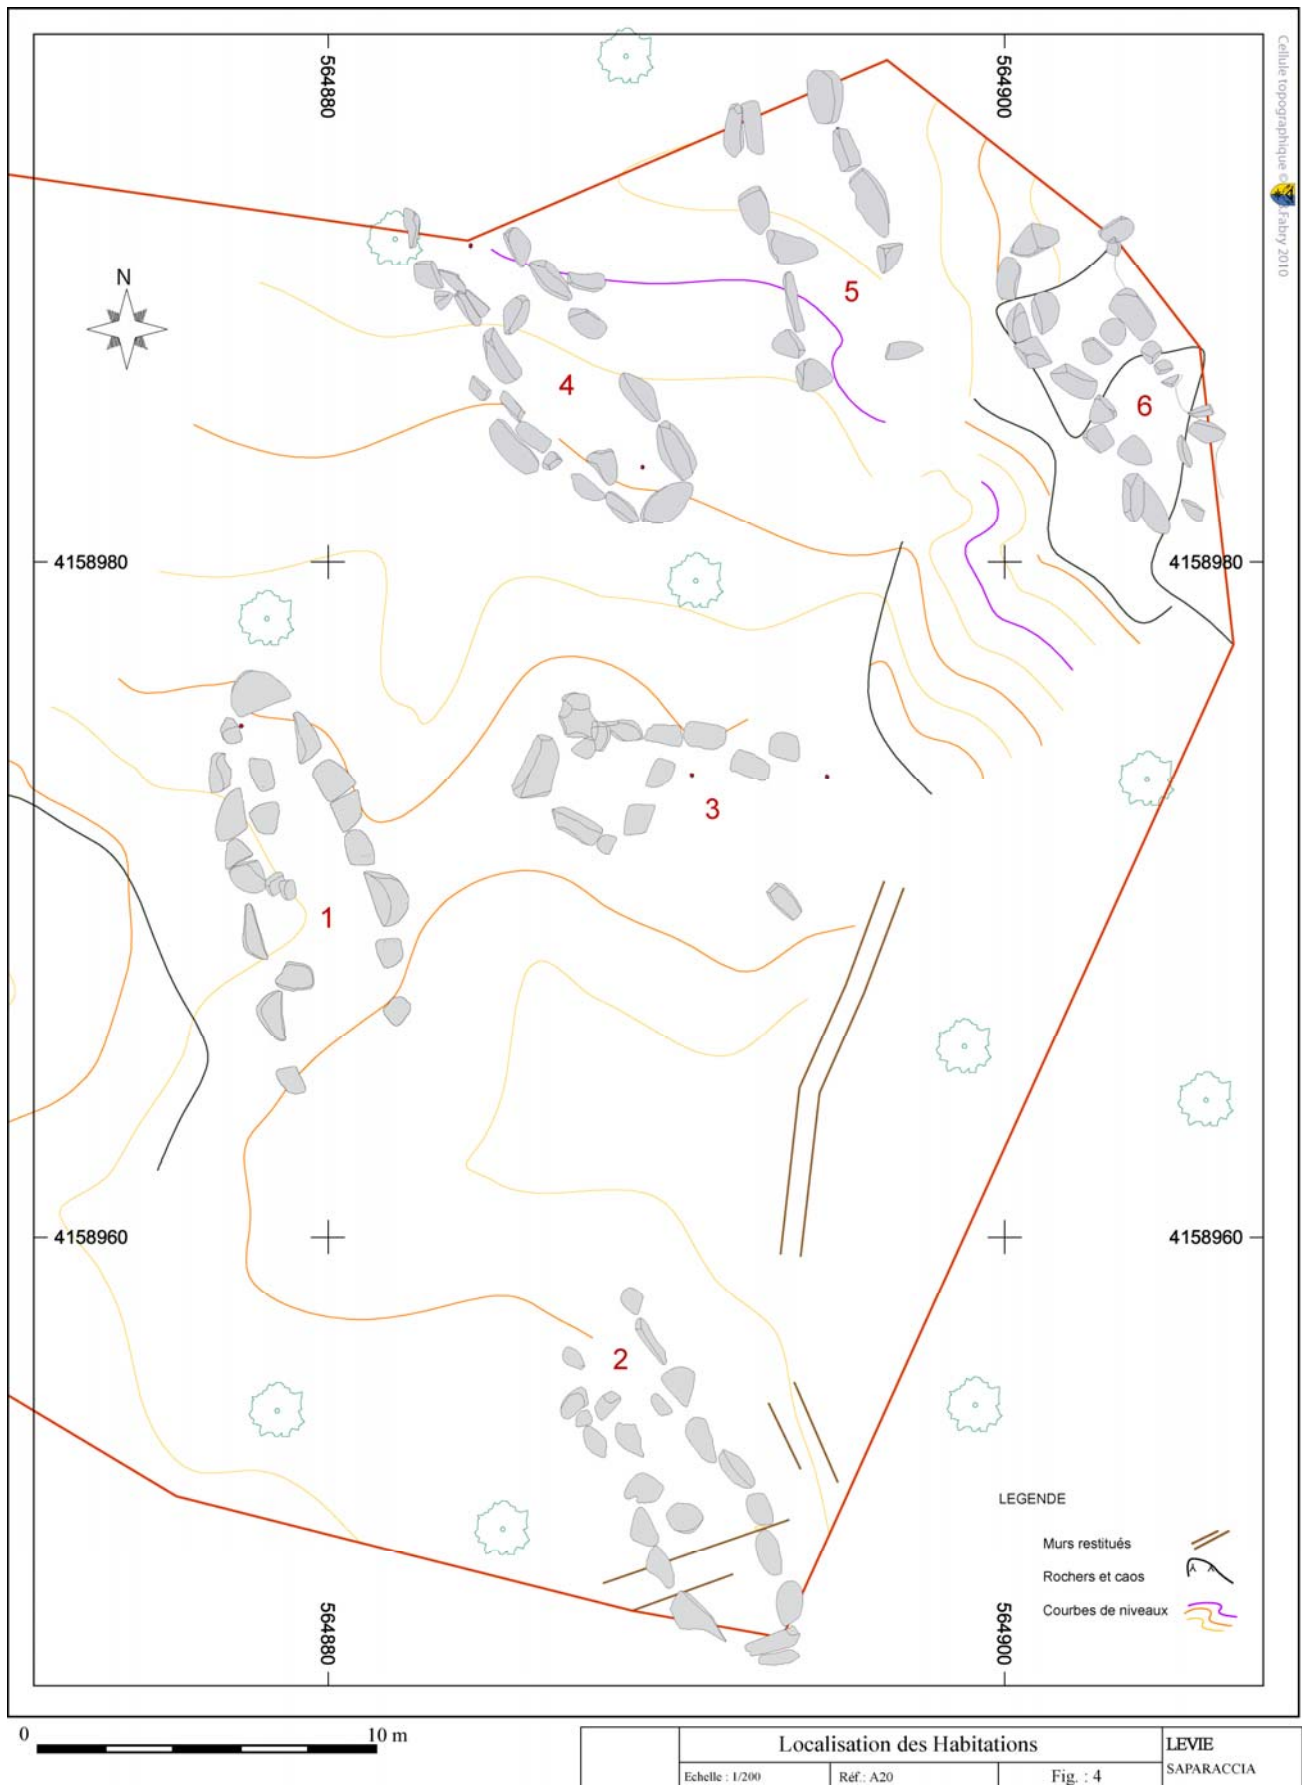 564880
564900
Cellule topographique ©
.Fabry 2010
N
5
4
6
4158980
4158980
3
1
4158960
4158960
2
LEGENDE
Murs restitués
Rochers et caos
Courbes de niveaux
564880
564900
0
10 m
Localisation des Habitations
LEVIE
SAPARACCIA
Echelle : 1/200
Réf.: A20
Fig. : 4